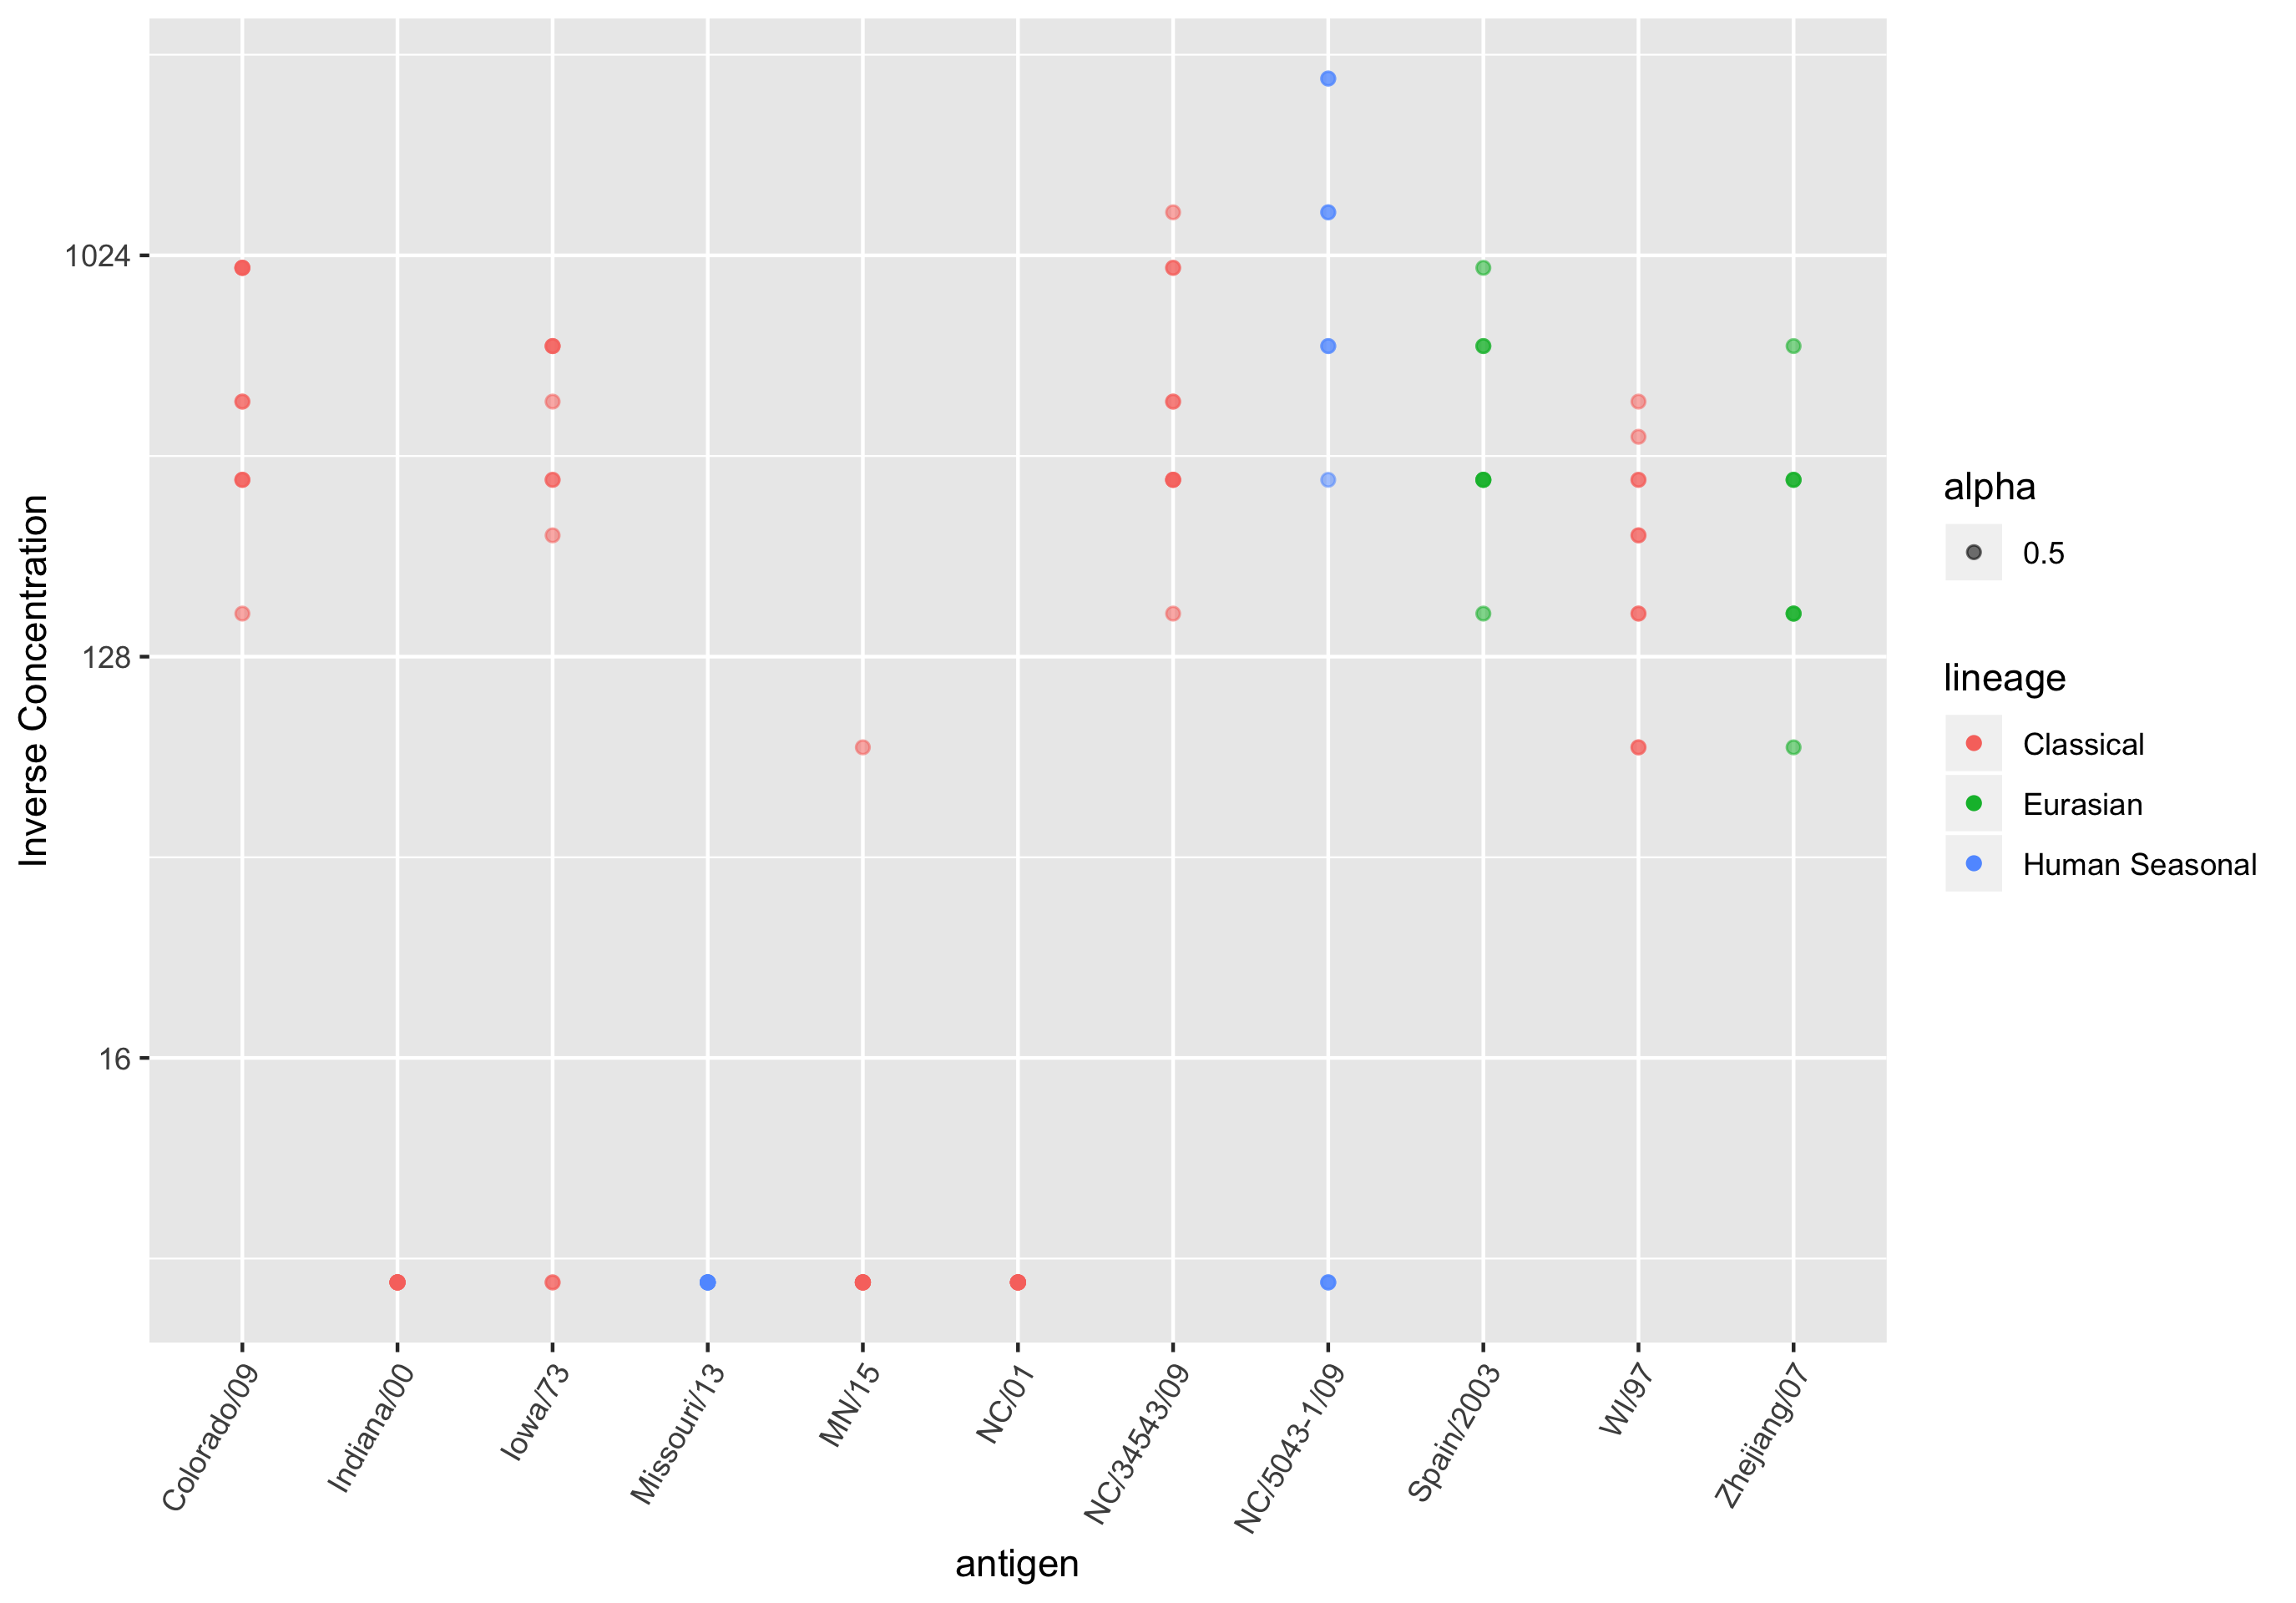 Inverse Concentration
1024
128
16
Colorado/09
Indiana/00
Iowa/73
Missouri/13
MN/15
NC/01
NC/34543/09
NC/5043-1/09
Spain/2003
WI/97
Zhejiang/07
antigen
alpha
0.5
lineage
Classical
Eurasian
Human Seasonal